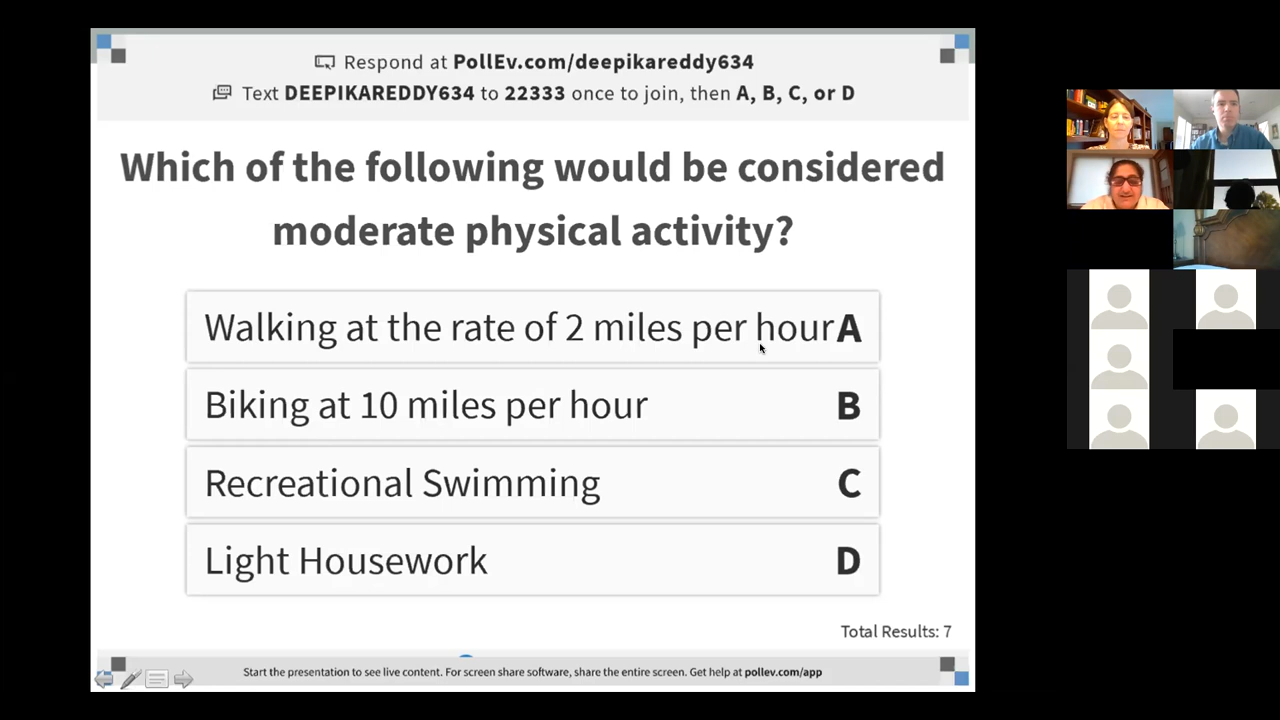 Respond at PollEv.com/deepikareddy634
Text DEEPIKAREDDY634 to 22333 once to join, then A, B, C, or D
Which of the following would be considered
moderate physical activity?
Walking at the rate of 2 miles per hour A
Biking at 10 miles per hour B
Recreational Swimming C
Light Housework D
Total Results: 7
Start the presentation to see live content. For screen share software, share the entire screen. Get help at pollev.com/app